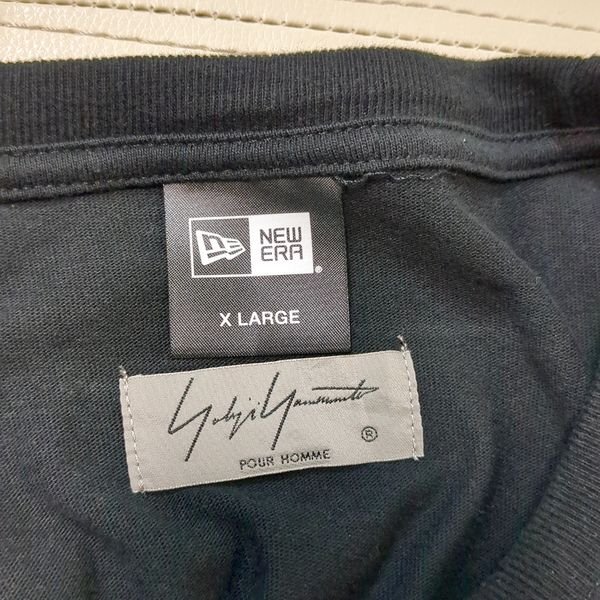 NEW
ERA
®
X LARGE
Yohji Yamamoto
®
POUR HOMME